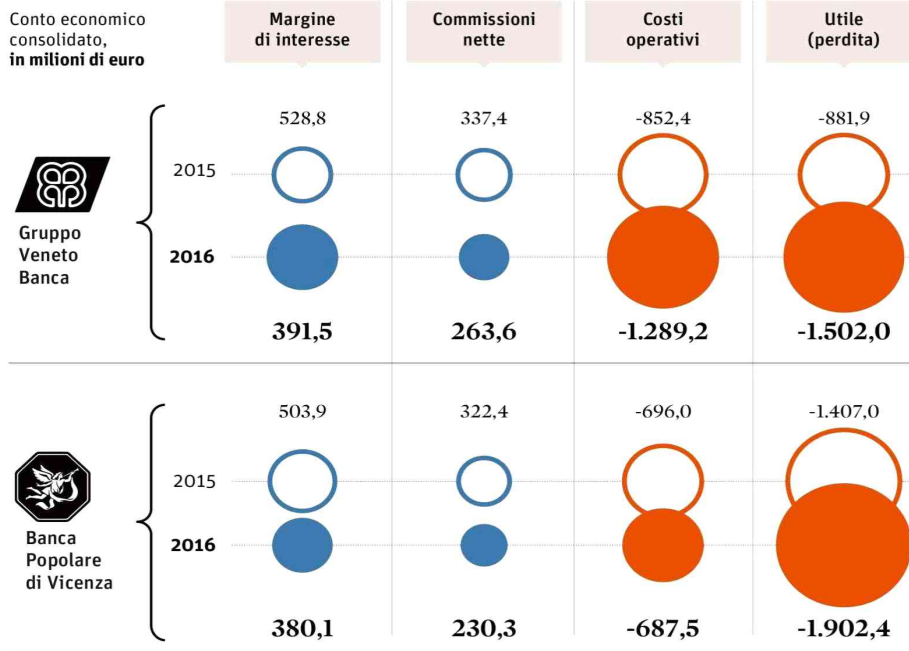 Conto economico
consolidato,
in milioni di euro
Margine
di interesse
Commissioni
nette
Costi
operativi
Utile
(perdita)
528,8
337,4
-852,4
-881,9
2015
Gruppo
Veneto
Banca
2016
391,5
263,6
-1.289,2
-1.502,0
503,9
322,4
-696,0
-1.407,0
2015
2016
Banca
Popolare
di Vicenza
380,1
230,3
-687,5
-1.902,4